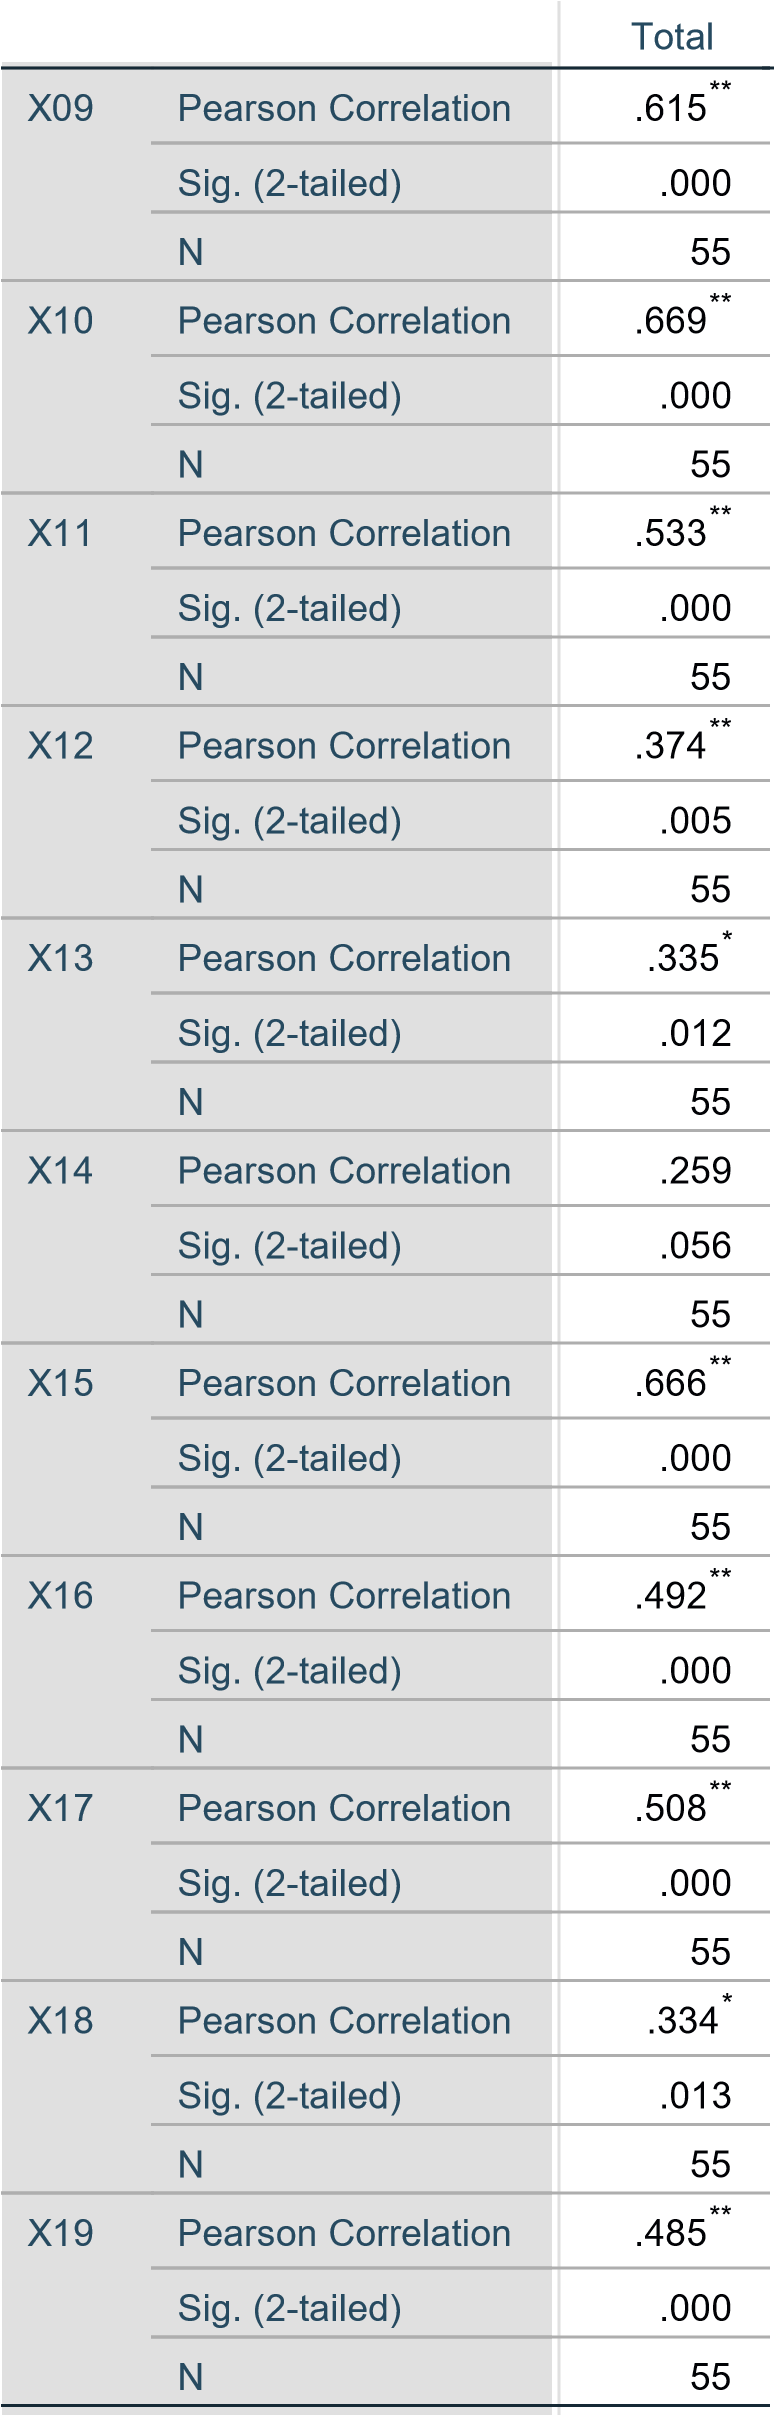 Total
X09 Pearson Correlation .615**
Sig. (2-tailed) .000
N 55
X10 Pearson Correlation .669**
Sig. (2-tailed) .000
N 55
X11 Pearson Correlation .533**
Sig. (2-tailed) .000
N 55
X12 Pearson Correlation .374**
Sig. (2-tailed) .005
N 55
X13 Pearson Correlation .335*
Sig. (2-tailed) .012
N 55
X14 Pearson Correlation .259
Sig. (2-tailed) .056
N 55
X15 Pearson Correlation .666**
Sig. (2-tailed) .000
N 55
X16 Pearson Correlation .492**
Sig. (2-tailed) .000
N 55
X17 Pearson Correlation .508**
Sig. (2-tailed) .000
N 55
X18 Pearson Correlation .334*
Sig. (2-tailed) .013
N 55
X19 Pearson Correlation .485**
Sig. (2-tailed) .000
N 55